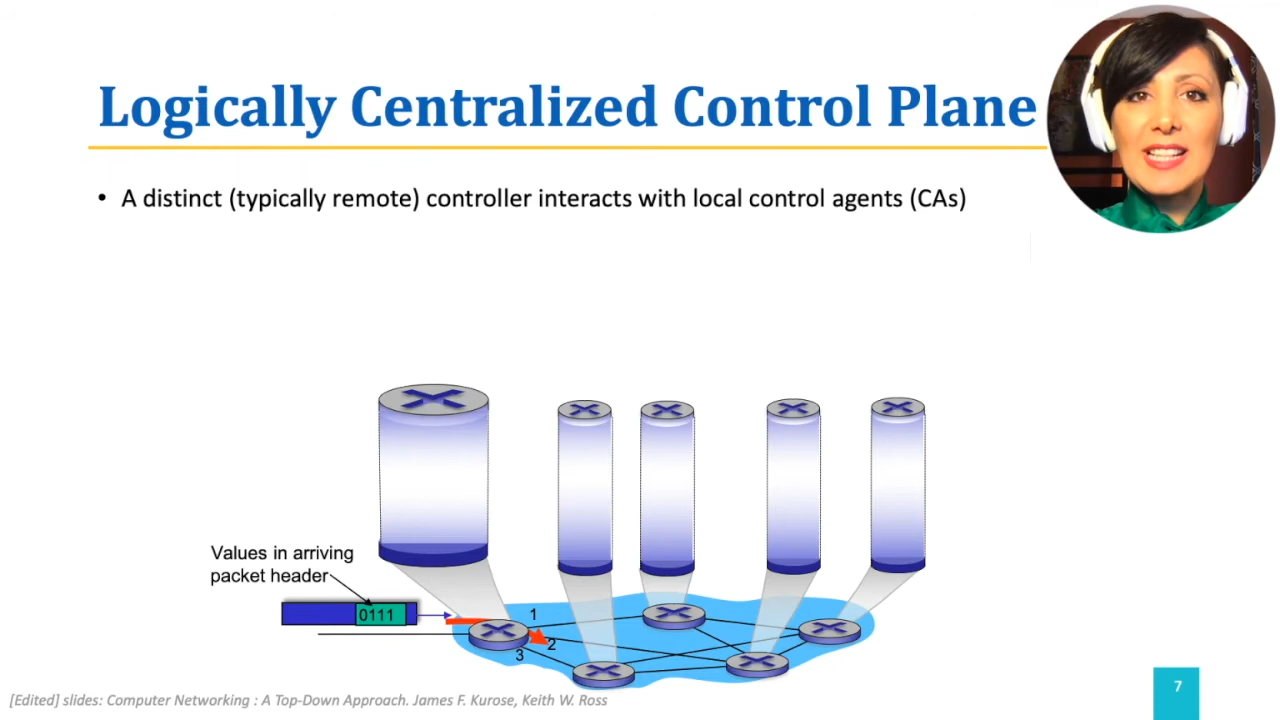 Logically Centralized Control Plane
• A distinct (typically remote) controller interacts with local control agents (CAs)
Values in arriving
packet header
0111
1
2
3
[Edited] slides: Computer Networking : A Top-Down Approach. James F. Kurose, Keith W. Ross
7